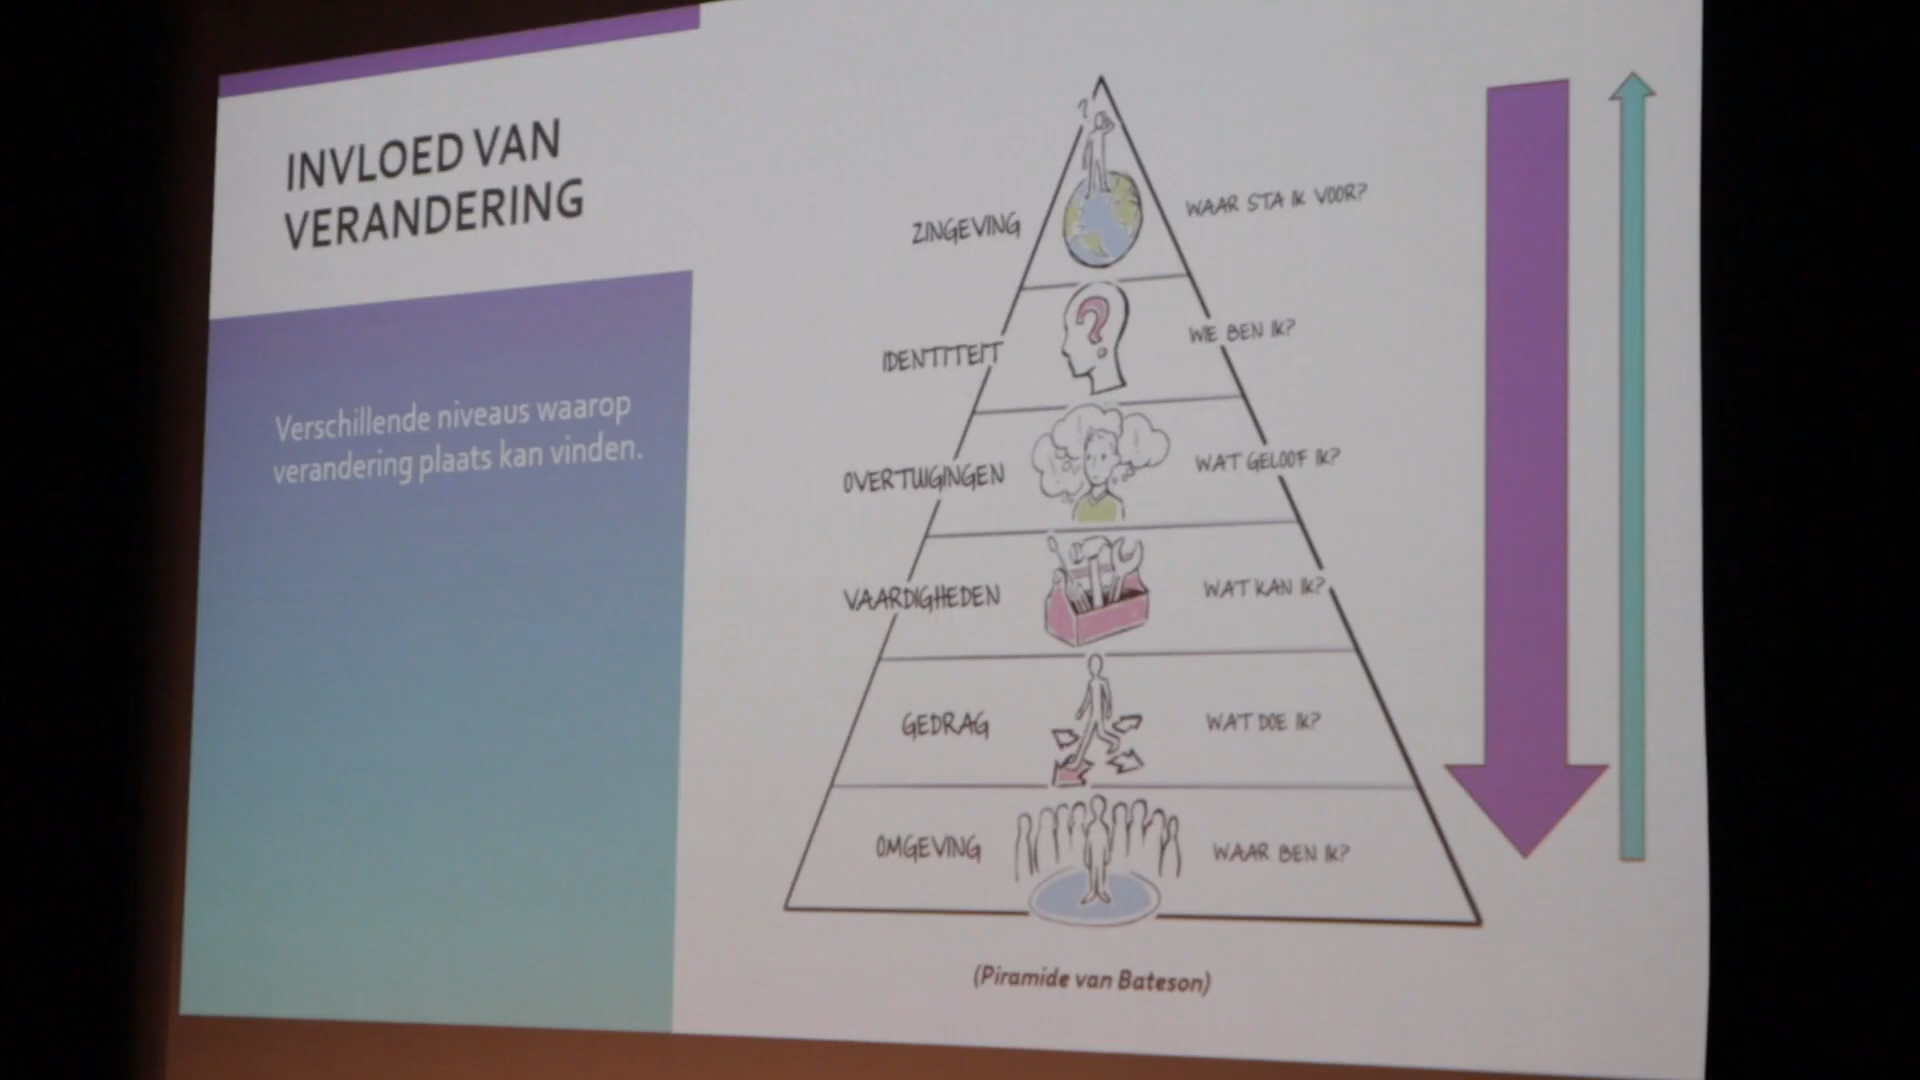 INVLOED VAN
VERANDERING
Verschillende niveaus waarop
verandering plaats kan vinden.
ZINGEVING
WAAR STA IK VOOR?
IDENTITEIT
WIE BEN IK?
OVERTUIGINGEN
WAT GELOOF IK?
VAARDIGHEDEN
WAT KAN IK?
GEDRAG
WAT DOE IK?
OMGEVING
WAAR BEN IK?
(Piramide van Bateson)